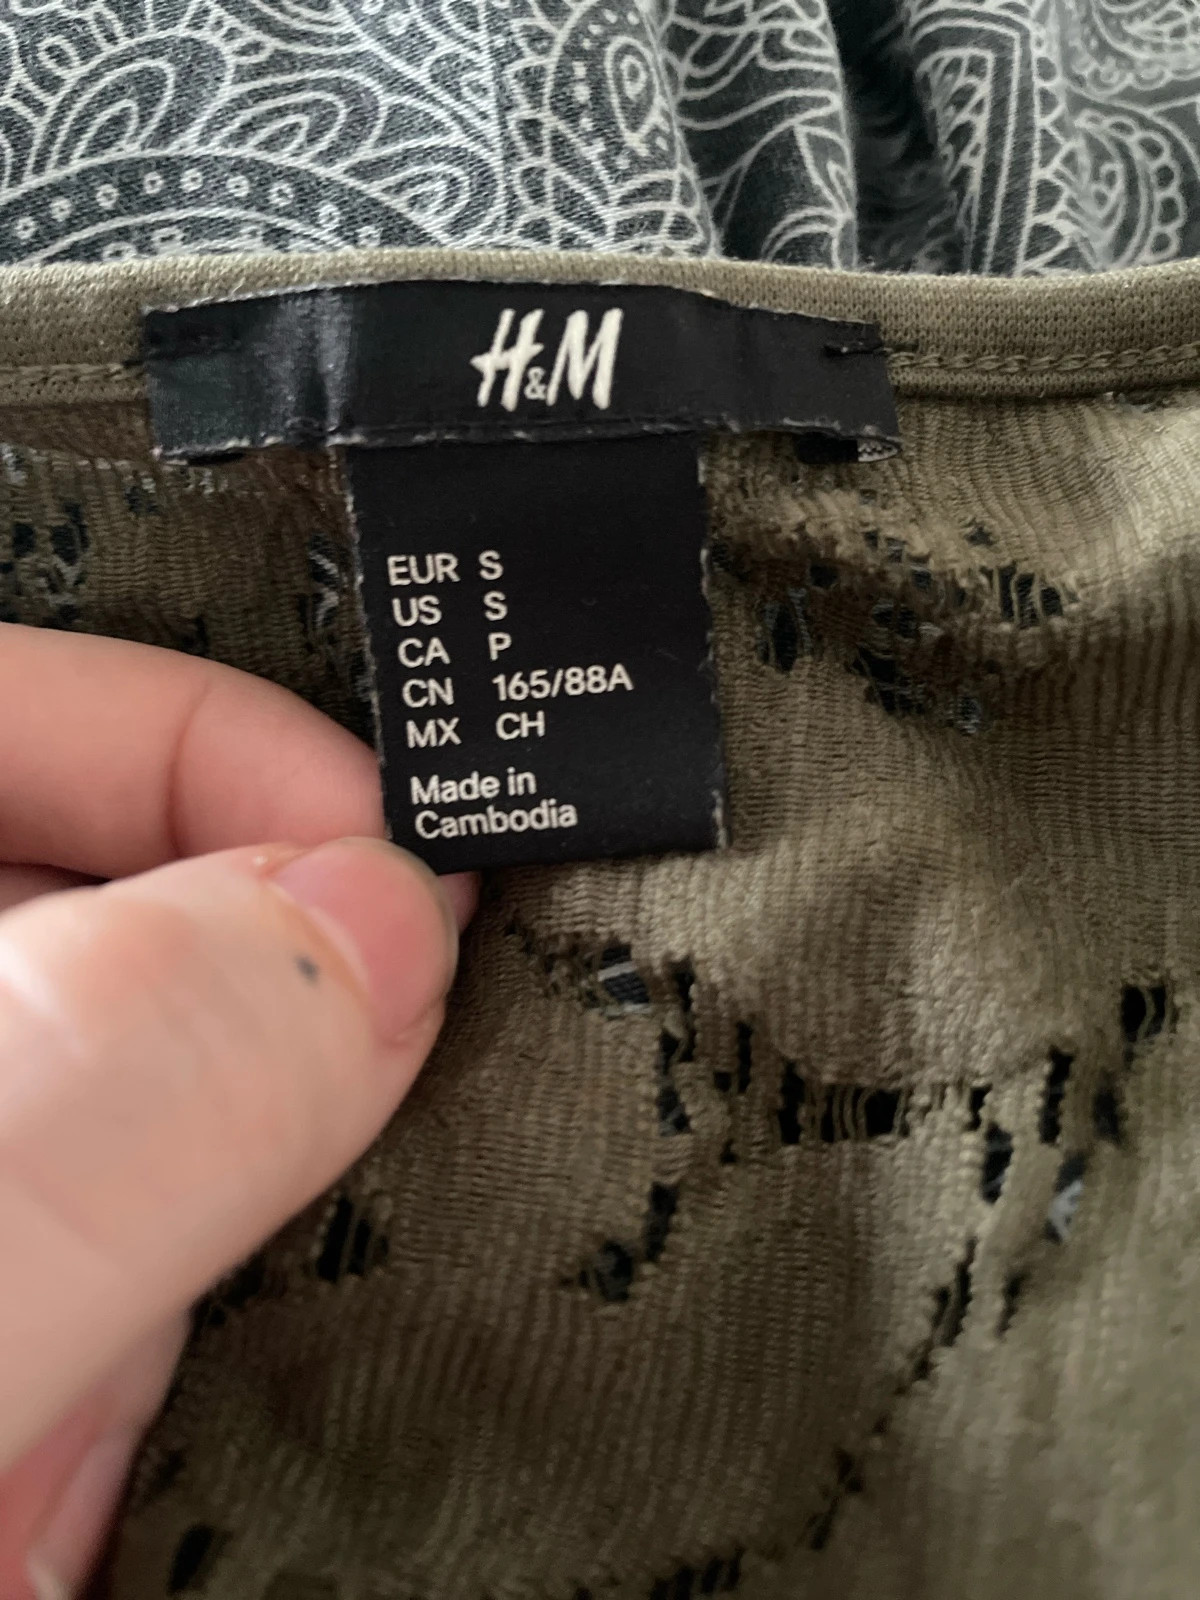 H&M
EUR S
US S
CA P
CN 165/88A
MX CH
Made in
Cambodia